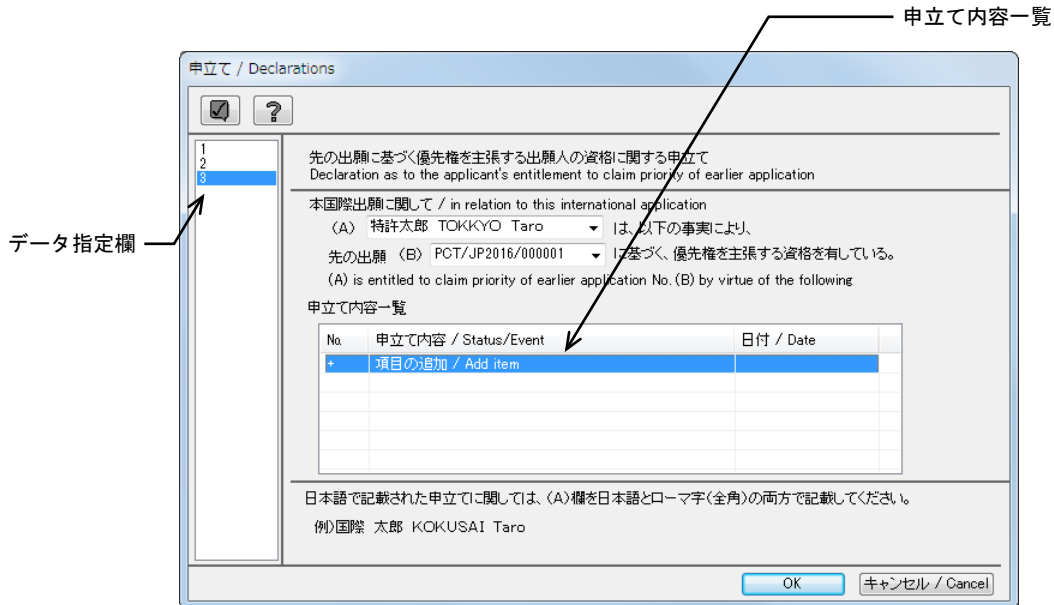 申立て内容一覧
申立て / Declarations
1
2
3
データ指定欄
先の出願に基づく優先権を主張する出願人の資格に関する申立て
Declaration as to the applicant's entitlement to claim priority of earlier application
本国際出願に関して / in relation to this international application
(A) 特許太郎 TOKKYO Taro は、以下の事実により、
先の出願 (B) PCT/JP2016/000001 に基づく、優先権を主張する資格を有している。
(A) is entitled to claim priority of earlier application No. (B) by virtue of the following
申立て内容一覧
No. 申立て内容 / Status/Event 日付 / Date
+ 項目の追加 / Add item
日本語で記載された申立てに関しては、(A)欄を日本語とローマ字(全角)の両方で記載してください。
例)国際 太郎 KOKUSAI Taro
OK キャンセル / Cancel